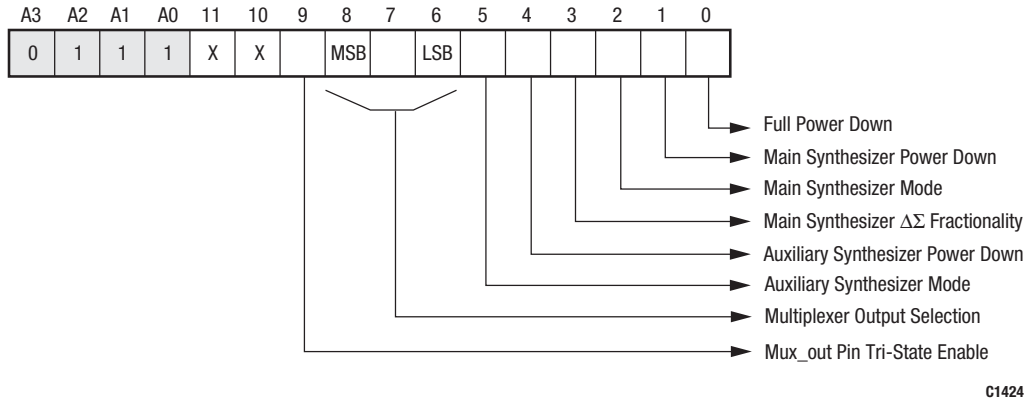 A3 A2 A1 A0 11 10 9 8 7 6 5 4 3 2 1 0
0 1 1 1 X X MSB LSB
Full Power Down
Main Synthesizer Power Down
Main Synthesizer Mode
Main Synthesizer ΔΣ Fractionality
Auxiliary Synthesizer Power Down
Auxiliary Synthesizer Mode
Multiplexer Output Selection
Mux_out Pin Tri-State Enable
C1424